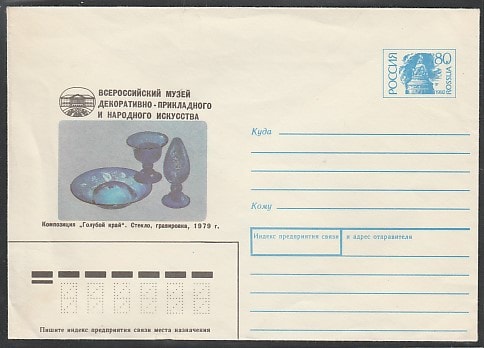 РОССИЯ
80
1992
ROSSIJA
ВСЕРОССИЙСКИЙ МУЗЕЙ
ДЕКОРАТИВНО-ПРИКЛАДНОГО
И НАРОДНОГО ИСКУССТВА
Композиция „Голубой край“. Стекло, гравировка, 1979 г.
Куда
Кому
Индекс предприятия связи и адрес отправителя
Пишите индекс предприятия связи места назначения